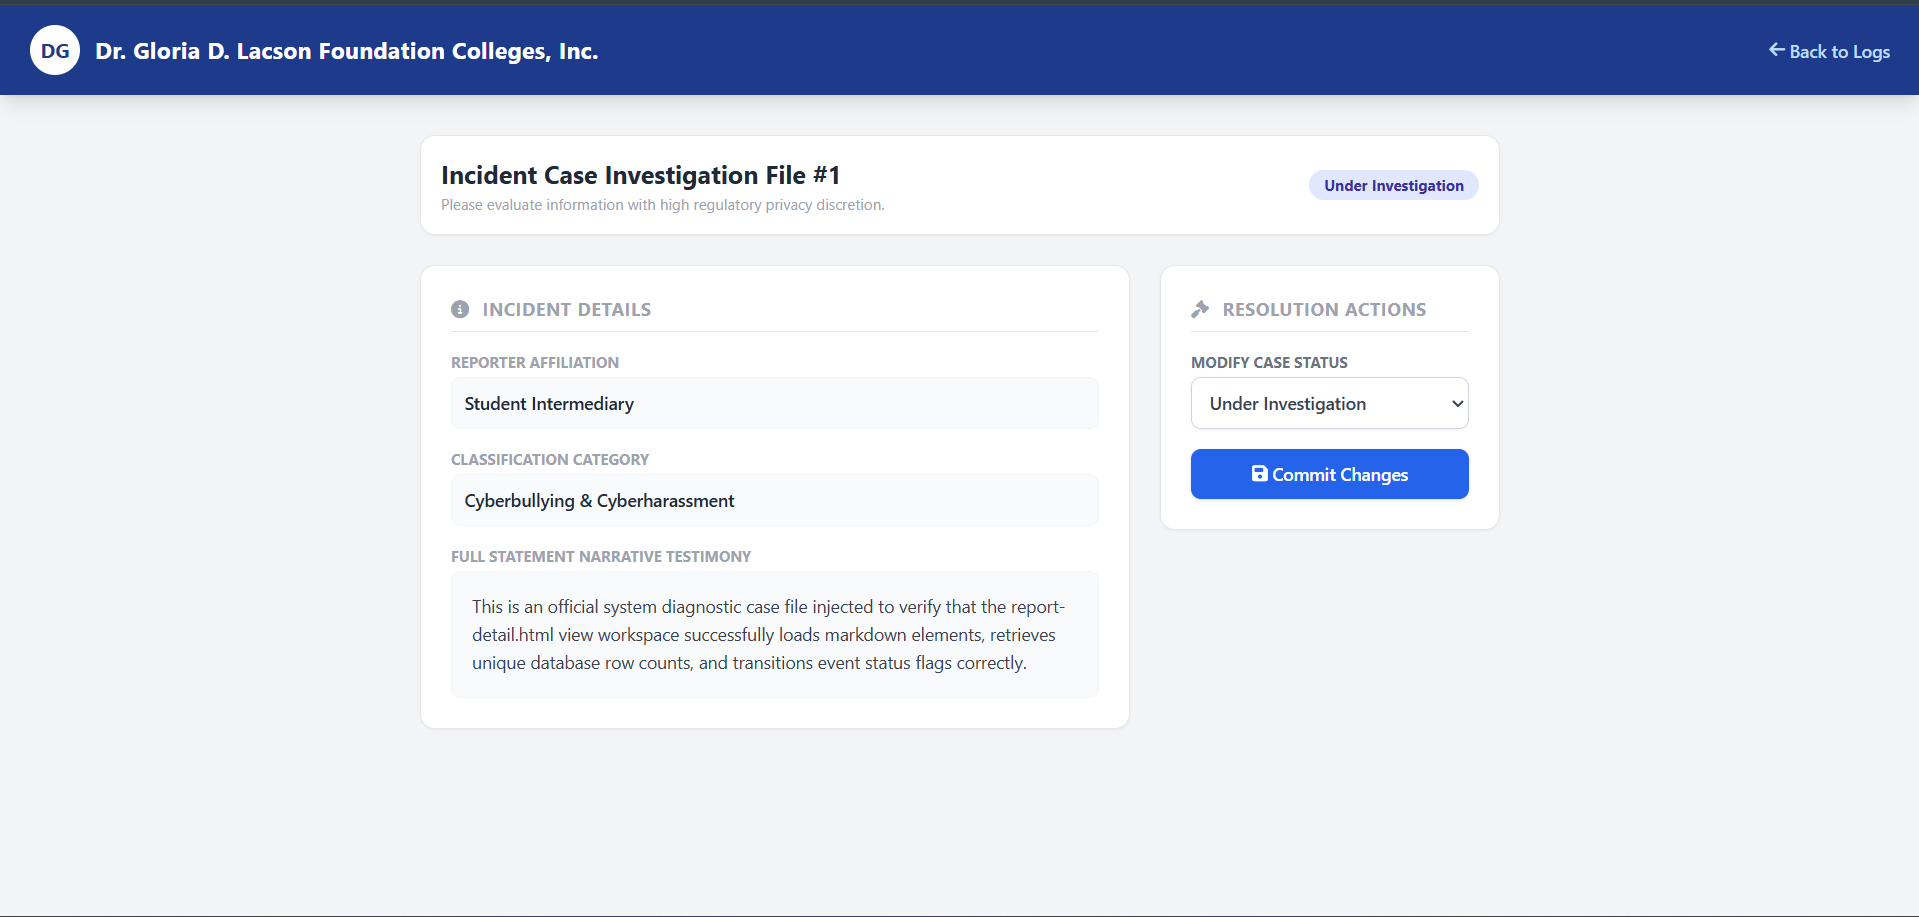 DG
Dr. Gloria D. Lacson Foundation Colleges, Inc.
Back to Logs
Incident Case Investigation File #1
Please evaluate information with high regulatory privacy discretion.
Under Investigation
INCIDENT DETAILS
REPORTER AFFILIATION
Student Intermediary
CLASSIFICATION CATEGORY
Cyberbullying & Cyberharassment
FULL STATEMENT NARRATIVE TESTIMONY
This is an official system diagnostic case file injected to verify that the report-
detail.html view workspace successfully loads markdown elements, retrieves
unique database row counts, and transitions event status flags correctly.
RESOLUTION ACTIONS
MODIFY CASE STATUS
Under Investigation
Commit Changes